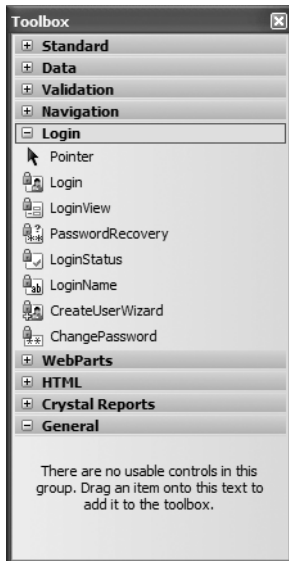 Toolbox
Standard
Data
Validation
Navigation
Login
Pointer
Login
LoginView
PasswordRecovery
LoginStatus
LoginName
CreateUserWizard
ChangePassword
WebParts
HTML
Crystal Reports
General
There are no usable controls in this
group. Drag an item onto this text to
add it to the toolbox.